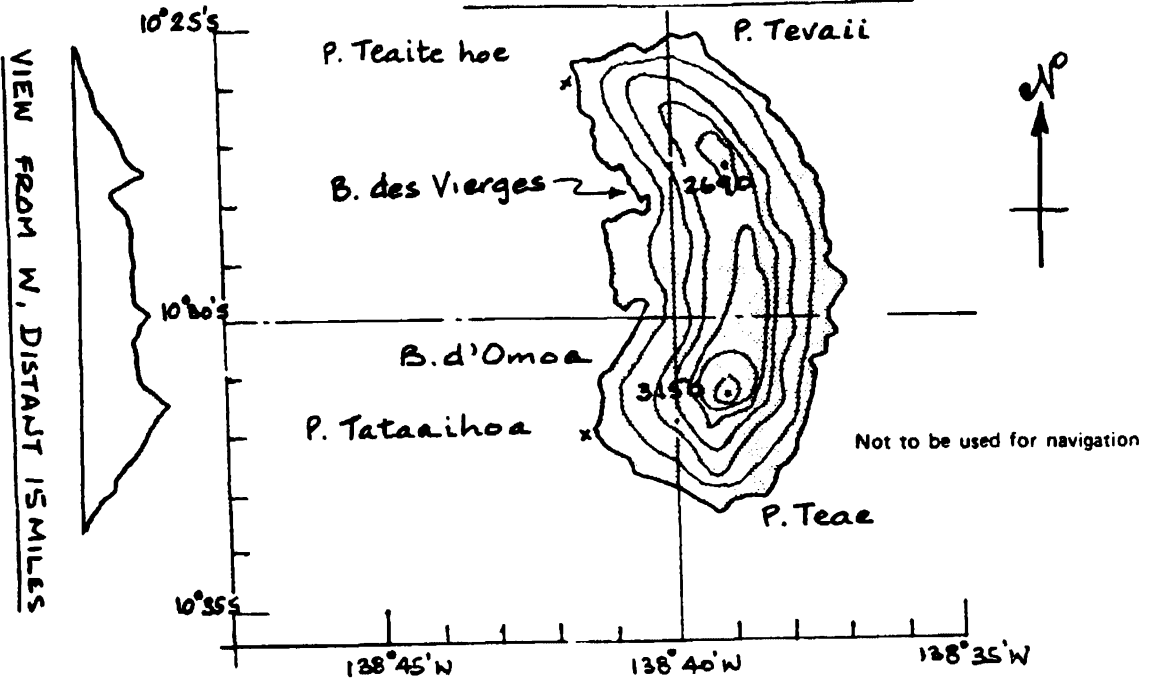 10°25's
P. Tevaii
P. Teaite hoe
N
VIEW FROM W, DISTANT 15 MILES
B. des Vierges
2690
10°30's
B. d'Omoa
3150
P. Tataaihoa
Not to be used for navigation
P. Teae
10°35s
138°45'W
138°40'W
138°35'W